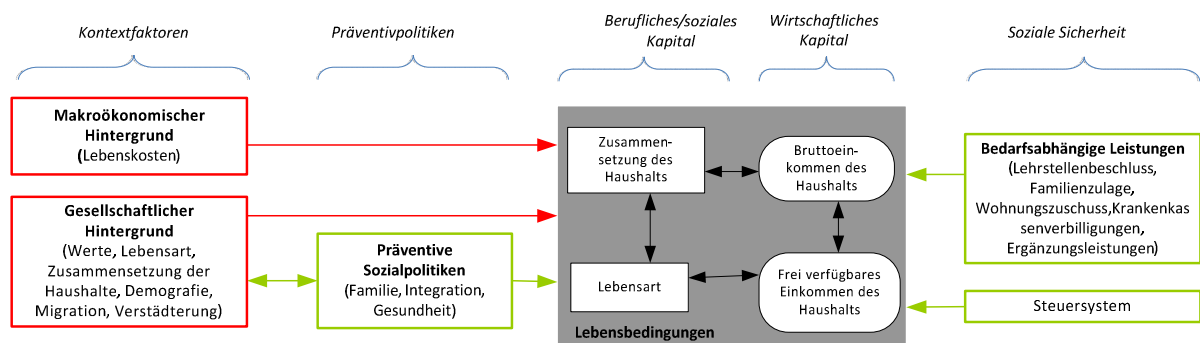 Kontextfaktoren
Präventivpolitiken
Berufliches/soziales
Kapital
Wirtschaftliches
Kapital
Soziale Sicherheit
Makroökonomischer
Hintergrund
(Lebenskosten)
Gesellschaftlicher
Hintergrund
(Werte, Lebensart,
Zusammensetzung der
Haushalte, Demografie,
Migration, Verstädterung)
Präventive
Sozialpolitiken
(Familie, Integration,
Gesundheit)
Zusammen-
setzung des
Haushalts
Bruttoein-
kommen des
Haushalts
Lebensart
Frei verfügbares
Einkommen des
Haushalts
Lebensbedingungen
Bedarfsabhängige Leistungen
(Lehrstellenbeschluss,
Familienzulage,
Wohnungszuschuss,Krankenkas
senverbilligungen,
Ergänzungsleistungen)
Steuersystem